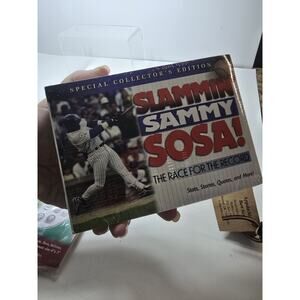 SPECIAL COLLECTOR'S EDITION
SLAMMIN
SAMMY
SOSA!
THE RACE FOR THE RECORD
Stats, Stories, Quotes, and More!